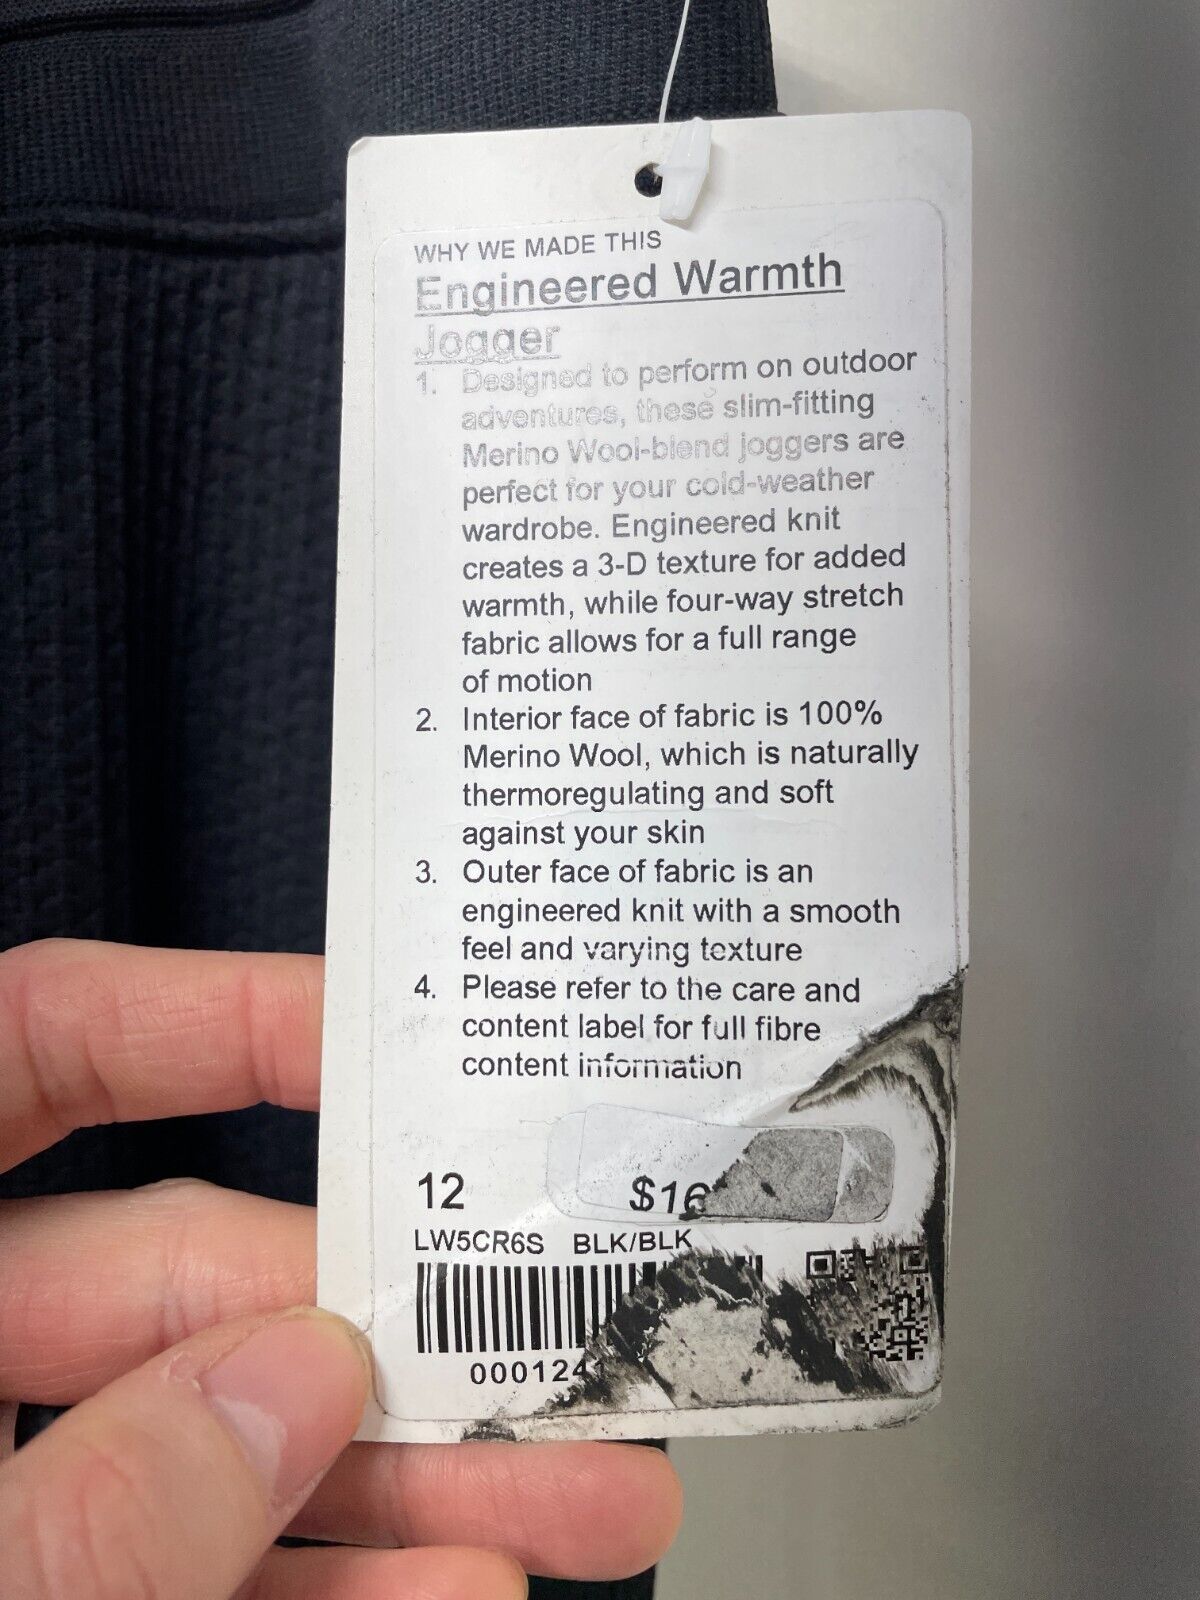 WHY WE MADE THIS
Engineered Warmth
Jogger
1. Designed to perform on outdoor
adventures, these slim-fitting
Merino Wool-blend joggers are
perfect for your cold-weather
wardrobe. Engineered knit
creates a 3-D texture for added
warmth, while four-way stretch
fabric allows for a full range
of motion
2. Interior face of fabric is 100%
Merino Wool, which is naturally
thermoregulating and soft
against your skin
3. Outer face of fabric is an
engineered knit with a smooth
feel and varying texture
4. Please refer to the care and
content label for full fibre
content information
12 $16
LW5CR6S BLK/BLK
000124